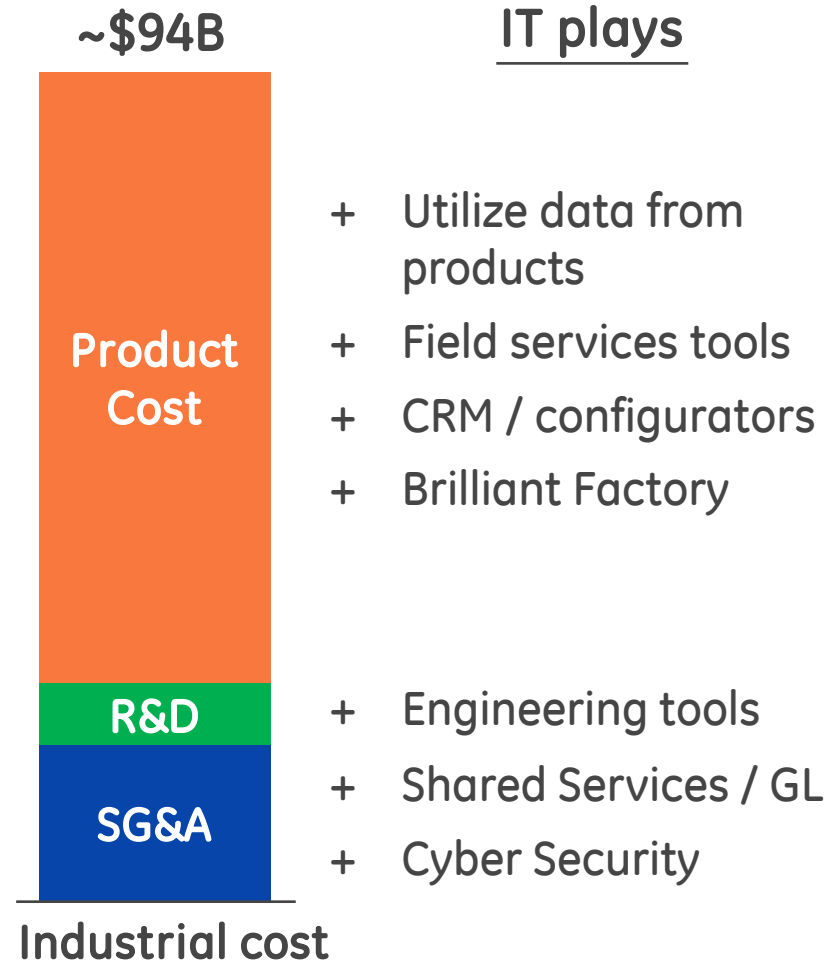 ~$94B
IT plays
Product
Cost
+ Utilize data from
products
+ Field services tools
+ CRM / configurators
+ Brilliant Factory
R&D
+ Engineering tools
SG&A
+ Shared Services / GL
+ Cyber Security
Industrial cost